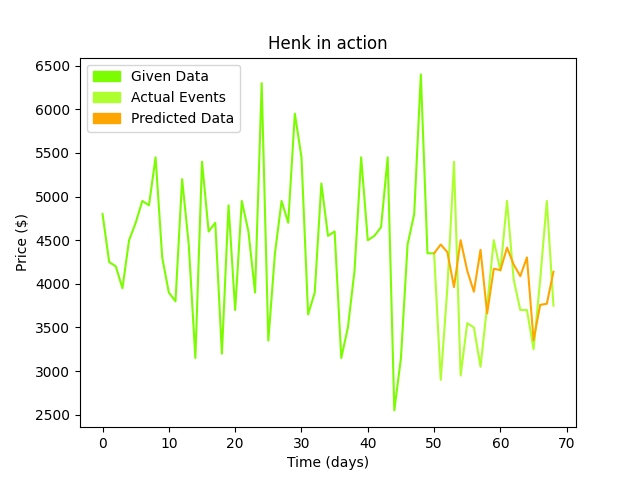 Henk in action
Given Data
Actual Events
Predicted Data
Price ($)
6500
6000
5500
5000
4500
4000
3500
3000
2500
0 10 20 30 40 50 60 70
Time (days)